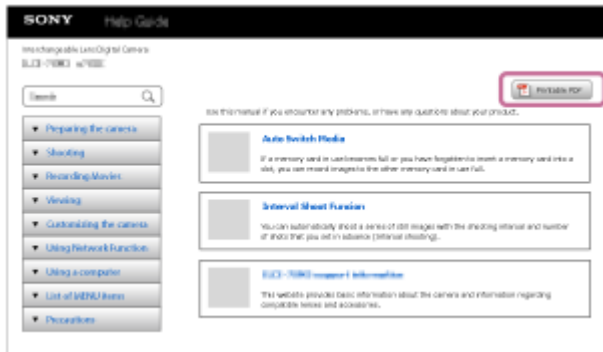 SONY Help Guide
Interchangeable Lens Digital Camera
Search
Printable PDF
Use this manual if you encounter any problems, or have any questions about your product.
Preparing the camera
Shooting
Recording Movies
Viewing
Customizing the camera
Using Network Function
Using a computer
List of MENU items
Precautions
Auto Switch Media
If a memory card in use becomes full or you have forgotten to insert a memory card into a
slot, you can record images to the other memory card in use full.
Interval Shoot Funsion
You can automatically shoot a series of still images with the shooting interval and number
of shots that you set in advance (Interval shooting).
support information
This website provides basic information about the camera and information regarding
compatible lenses and accessories.